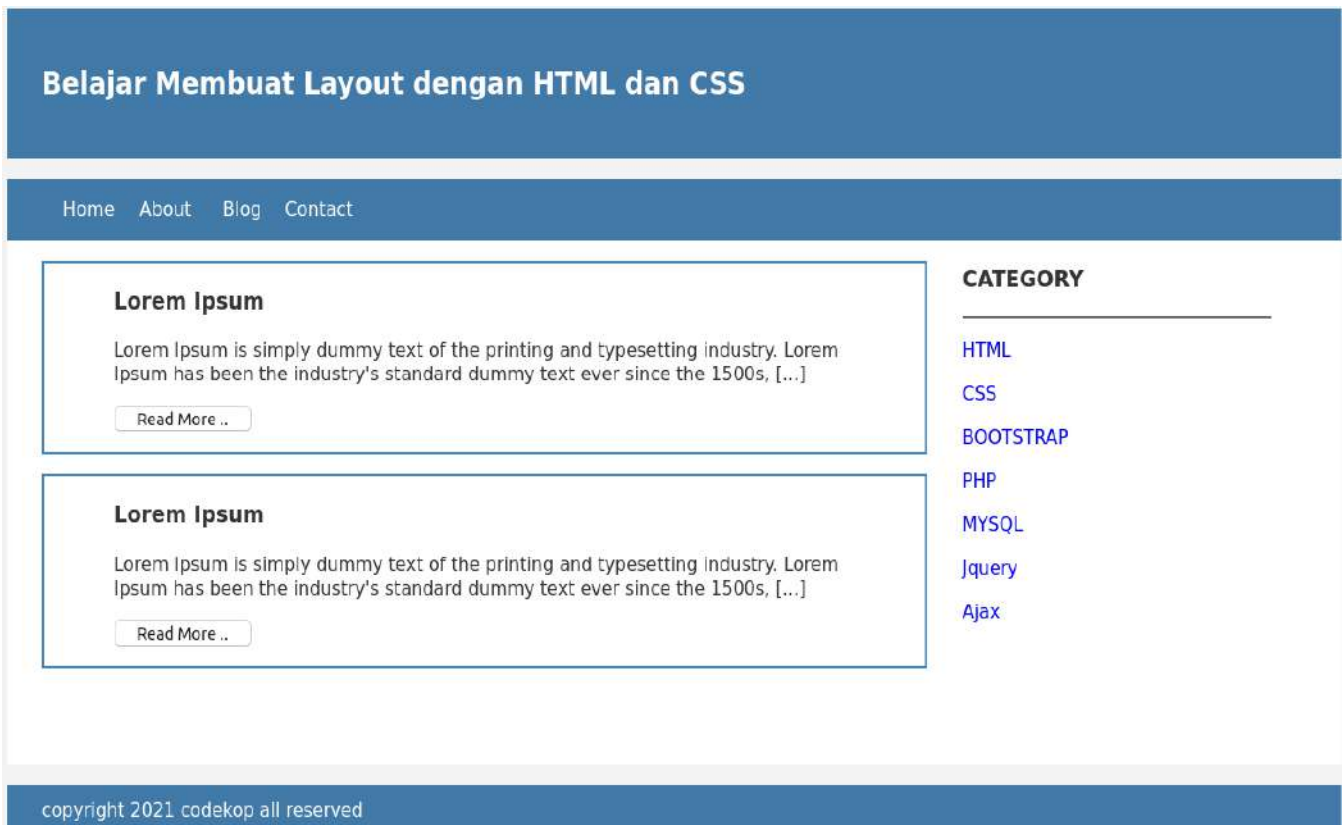 Belajar Membuat Layout dengan HTML dan CSS
Home About Blog Contact
Lorem Ipsum
Lorem Ipsum is simply dummy text of the printing and typesetting industry. Lorem
Ipsum has been the industry's standard dummy text ever since the 1500s, [...]
Read More ..
Lorem Ipsum
Lorem Ipsum is simply dummy text of the printing and typesetting industry. Lorem
Ipsum has been the industry's standard dummy text ever since the 1500s, [...]
Read More ..
CATEGORY
HTML
CSS
BOOTSTRAP
PHP
MYSQL
Jquery
Ajax
copyright 2021 codekop all reserved